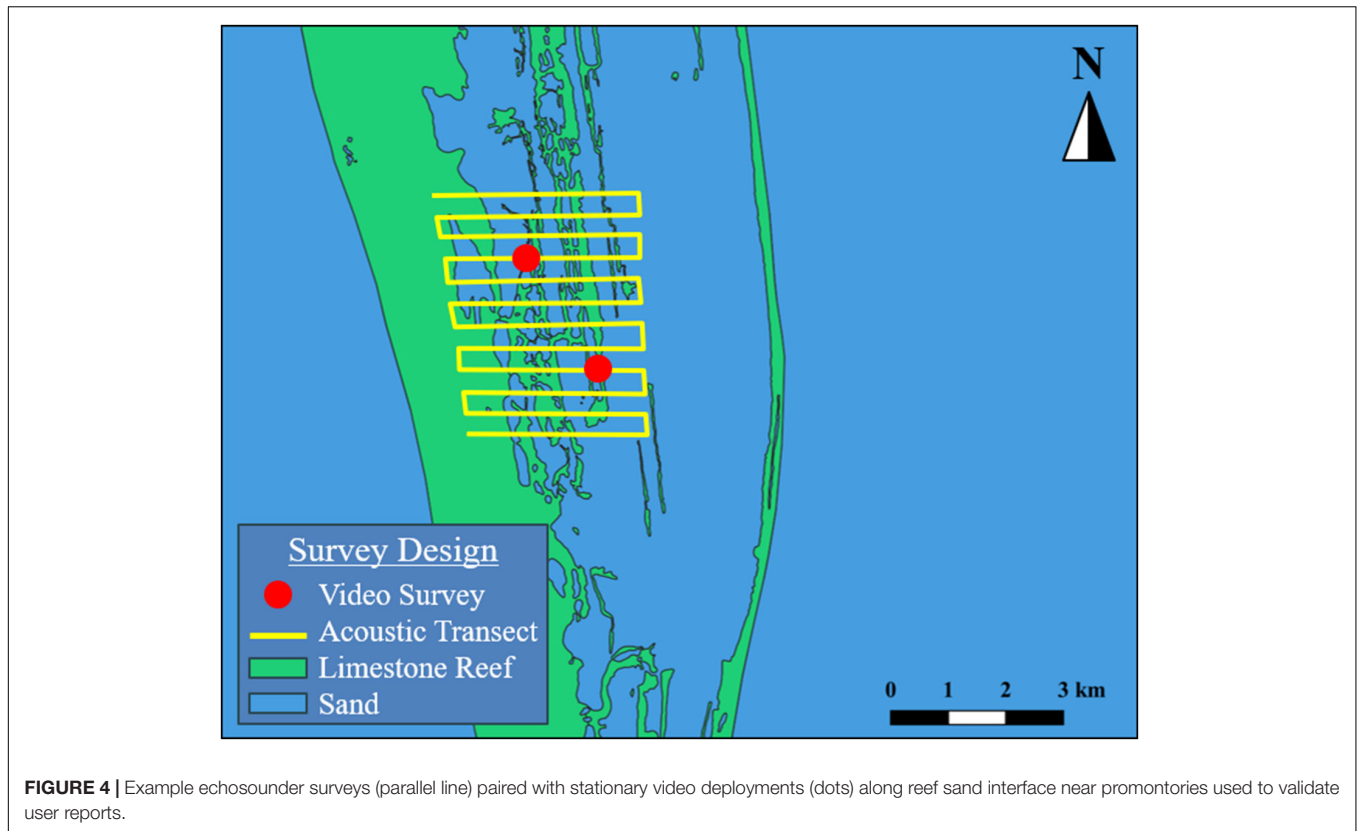 N
Survey Design
Video Survey
Acoustic Transect
Limestone Reef
Sand
0 1 2 3 km
FIGURE 4 | Example echosounder surveys (parallel line) paired with stationary video deployments (dots) along reef sand interface near promontories used to validate
user reports.